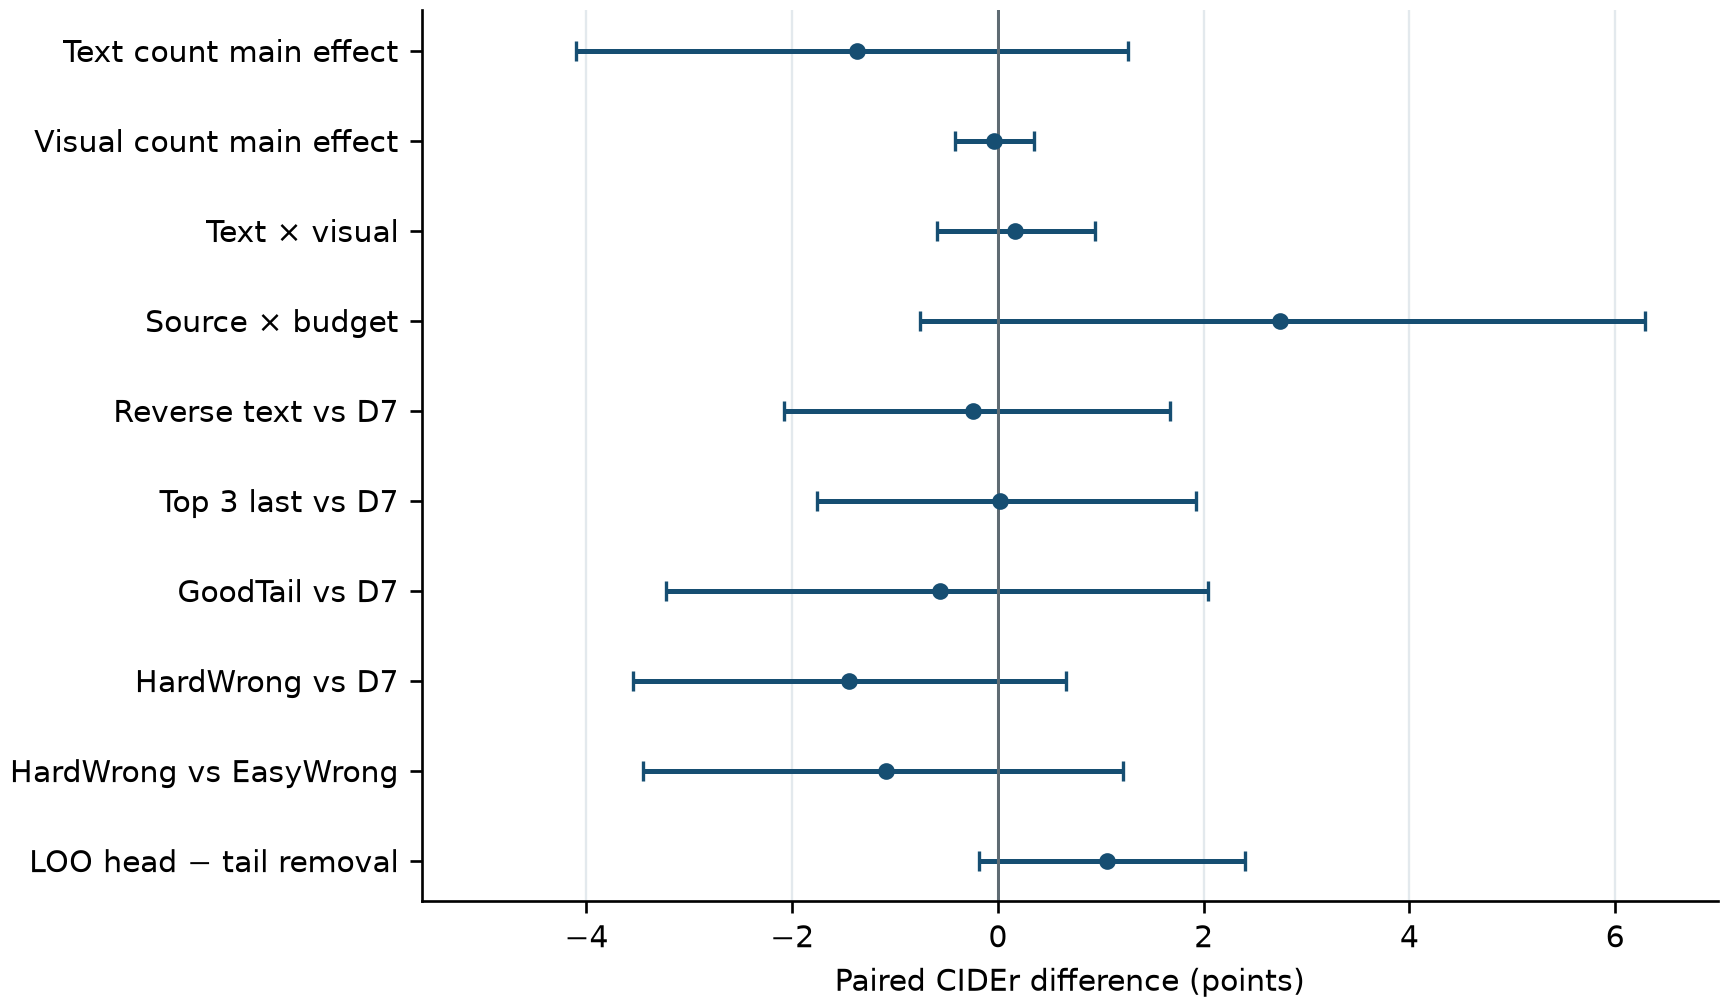 Text count main effect
Visual count main effect
Text × visual
Source × budget
Reverse text vs D7
Top 3 last vs D7
GoodTail vs D7
HardWrong vs D7
HardWrong vs EasyWrong
LOO head − tail removal
−4 −2 0 2 4 6
Paired CIDEr difference (points)